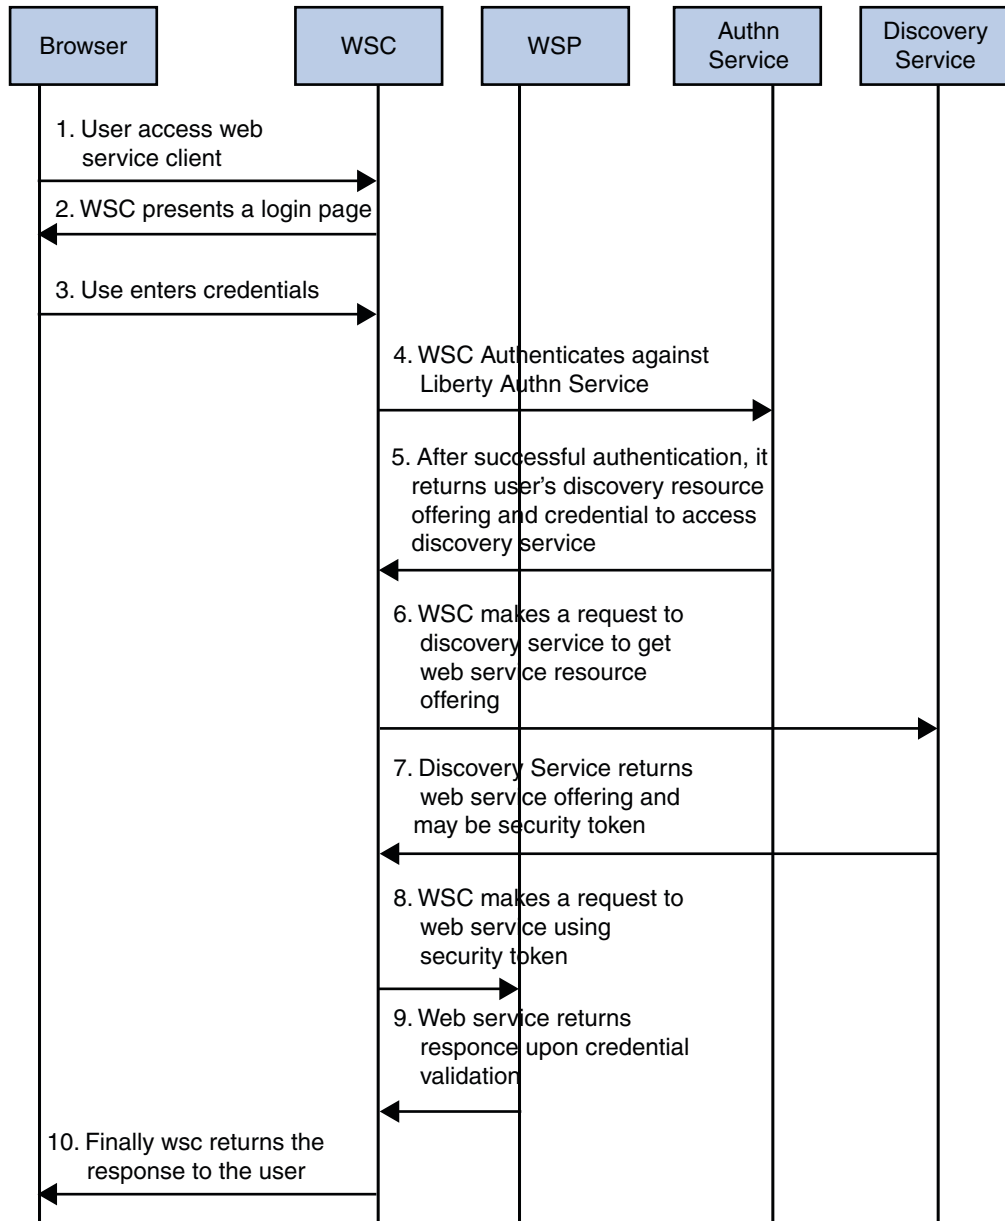 Browser
WSC
WSP
Authn
Service
Discovery
Service
1. User access web
service client
2. WSC presents a login page
3. Use enters credentials
4. WSC Authenticates against
Liberty Authn Service
5. After successful authentication, it
returns user's discovery resource
offering and credential to access
discovery service
6. WSC makes a request to
discovery service to get
web service resource
offering
7. Discovery Service returns
web service offering and
may be security token
8. WSC makes a request to
web service using
security token
9. Web service returns
responce upon credential
validation
10. Finally wsc returns the
response to the user